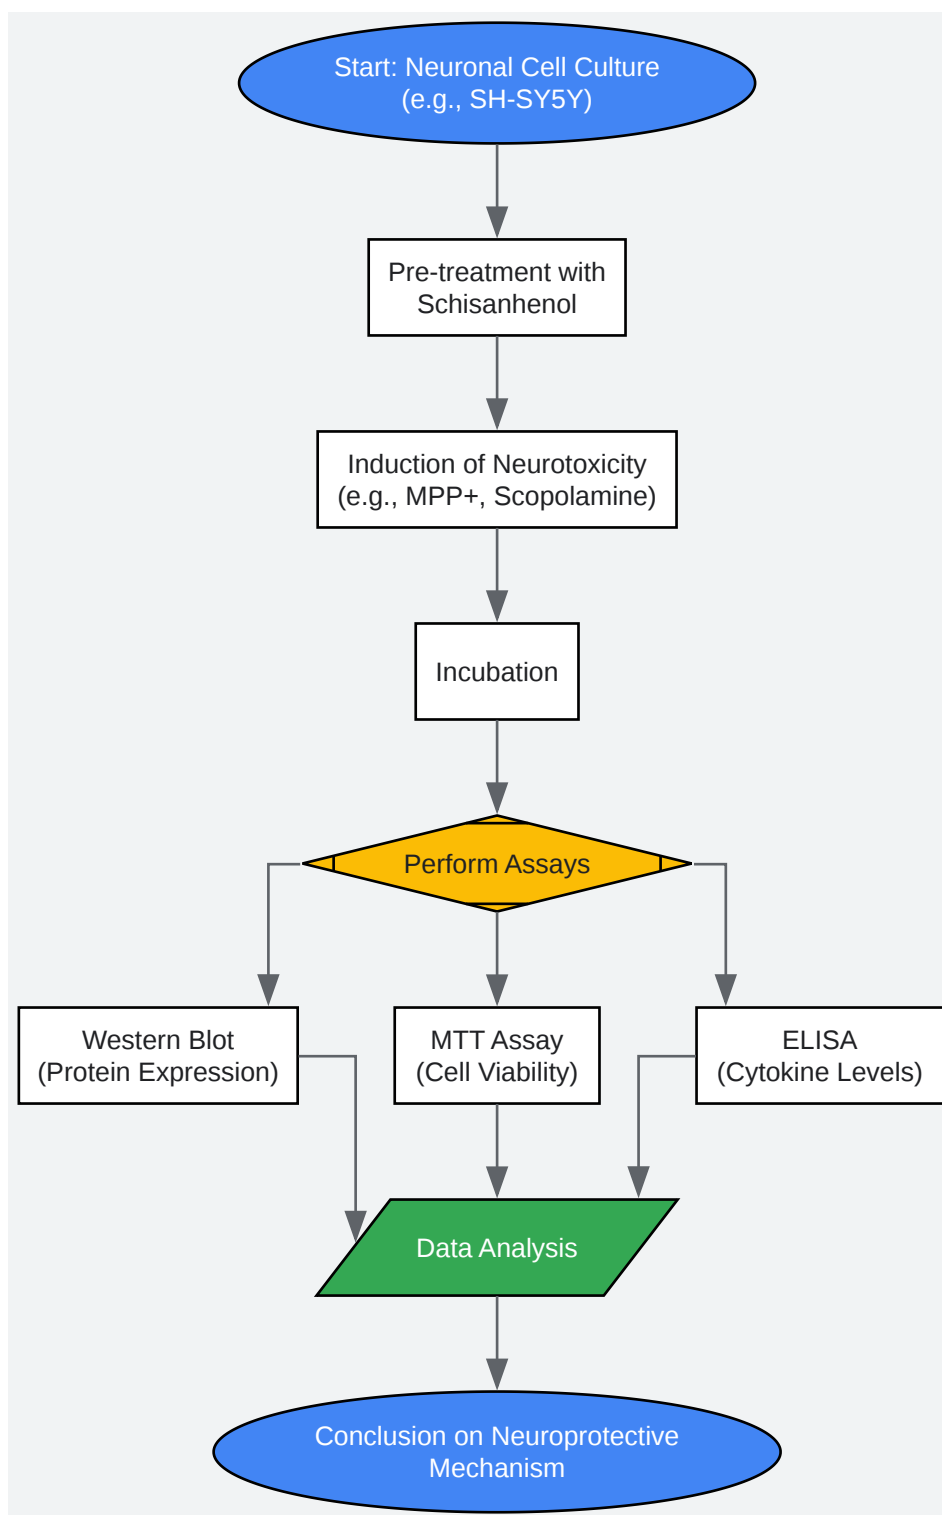 Start: Neuronal Cell Culture
(e.g., SH-SY5Y)
Pre-treatment with
Schisanhenol
Induction of Neurotoxicity
(e.g., MPP+, Scopolamine)
Incubation
Perform Assays
Western Blot
(Protein Expression)
MTT Assay
(Cell Viability)
ELISA
(Cytokine Levels)
Data Analysis
Conclusion on Neuroprotective
Mechanism